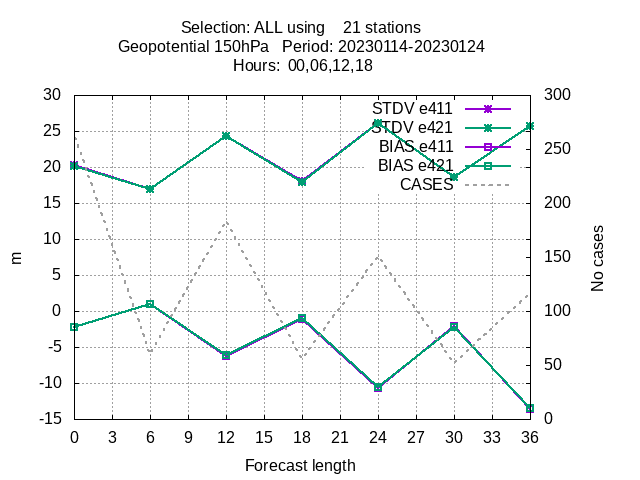 Selection: ALL using    21 stations
Geopotential 150hPa   Period: 20230114-20230124
Hours:  00,06,12,18
30
25
20
15
10
5
0
-5
-10
-15
m
STDV e411
STDV e421
BIAS e411
BIAS e421
CASES
300
250
200
150
100
50
0
No cases
0 3 6 9 12 15 18 21 24 27 30 33 36
Forecast length